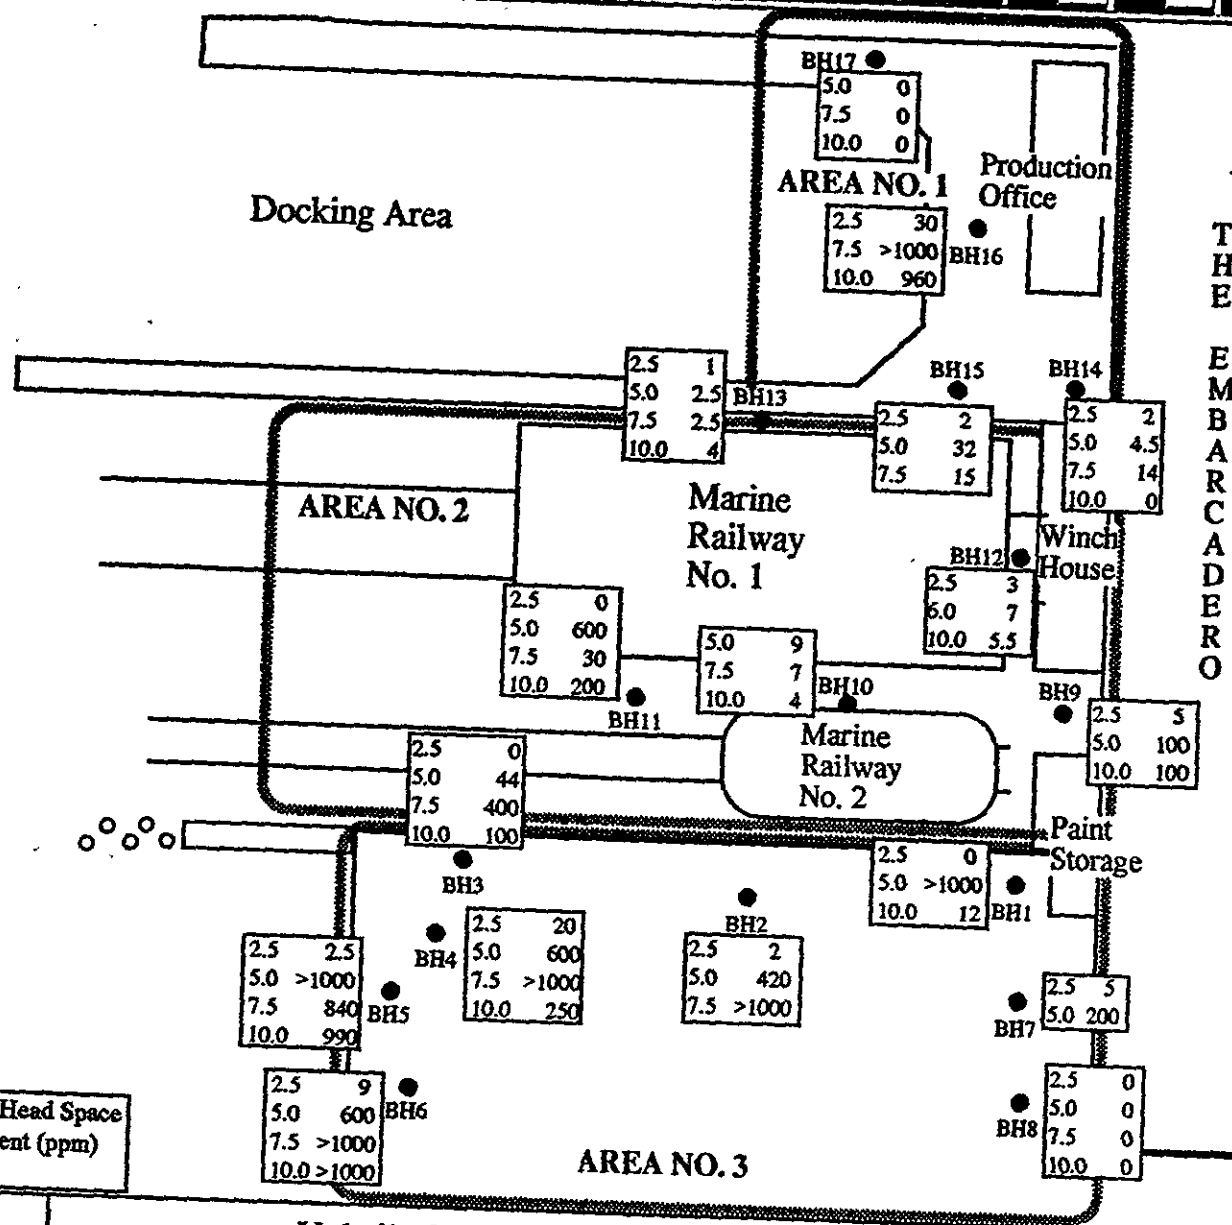 BH17
5.0 0
7.5 0
10.0 0
AREA NO. 1
Production
Office
Docking Area
2.5 30
7.5 >1000
10.0 960
BH16
THE EMBARCADERO
2.5 1
5.0 2.5
7.5 2.5
10.0 4
BH13
BH15
2.5 2
5.0 32
7.5 15
BH14
2.5 2
5.0 4.5
7.5 14
10.0 0
AREA NO. 2
Marine
Railway
No. 1
Winch
House
BH12
2.5 3
6.0 7
10.0 5.5
2.5 0
5.0 600
7.5 30
10.0 200
BH11
5.0 9
7.5 7
10.0 4
BH10
BH9
2.5 5
5.0 100
10.0 100
Marine
Railway
No. 2
2.5 0
5.0 44
7.5 400
10.0 100
BH3
Paint
Storage
2.5 0
5.0 >1000
10.0 12
BH1
BH4
2.5 20
5.0 600
7.5 >1000
10.0 250
BH2
2.5 2
5.0 420
7.5 >1000
2.5 2.5
5.0 >1000
7.5 840
10.0 990
BH5
BH7
2.5 5
5.0 200
2.5 9
5.0 600
7.5 >1000
10.0 >1000
BH6
BH8
2.5 0
5.0 0
7.5 0
10.0 0
Head Space
ent (ppm)
AREA NO. 3